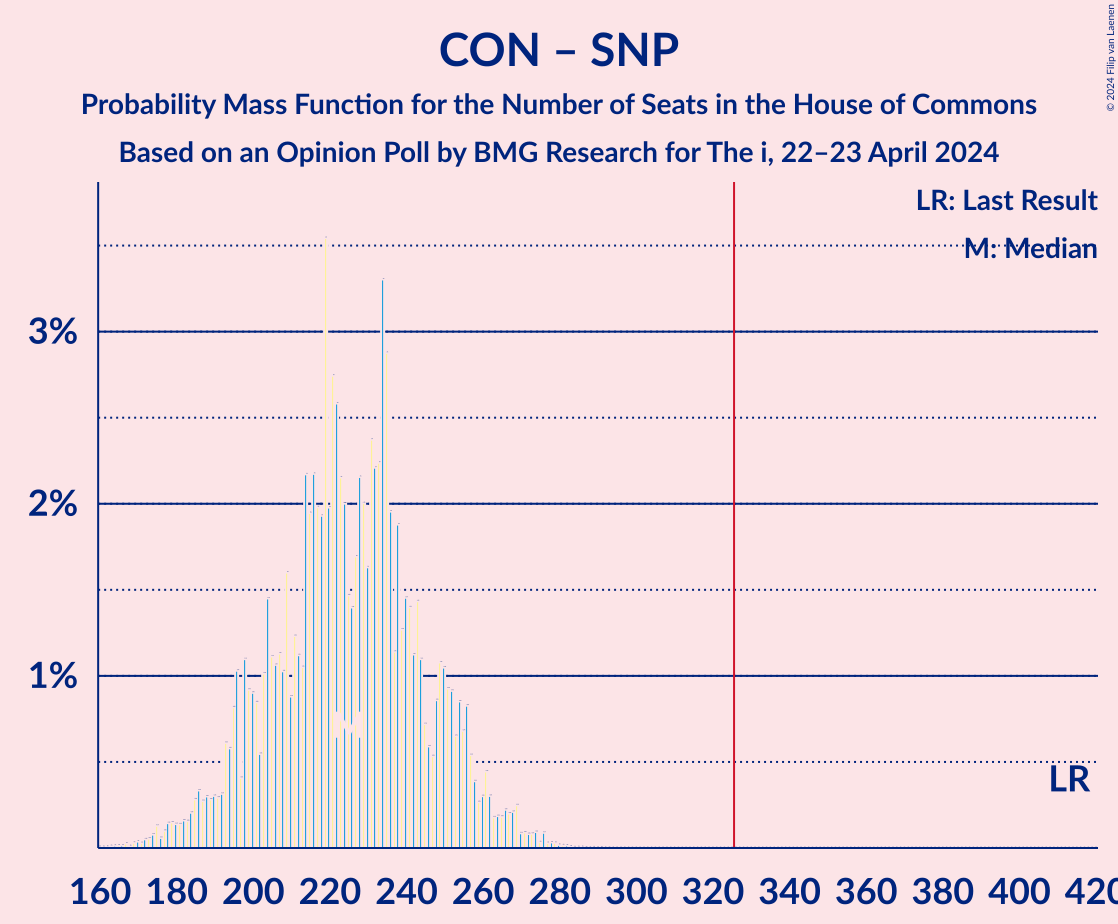 CON – SNP
Probability Mass Function for the Number of Seats in the House of Commons
Based on an Opinion Poll by BMG Research for The i, 22–23 April 2024
© 2024 Filip van Laenen
LR: Last Result
M: Median
3%
2%
1%
M
LR
160 180 200 220 240 260 280 300 320 340 360 380 400 420